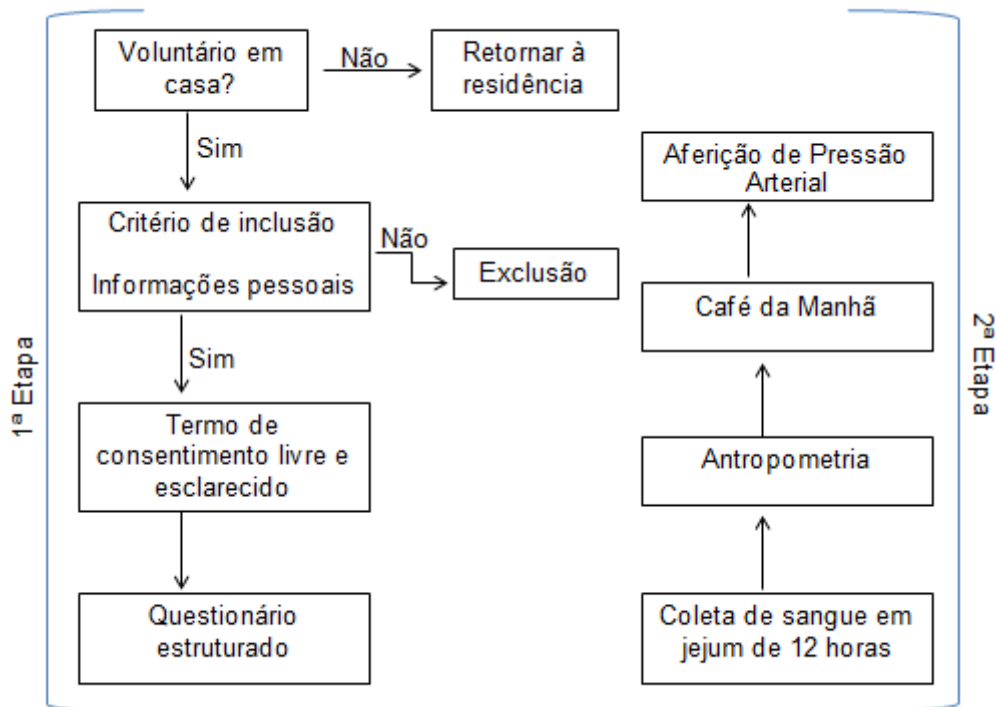 1ª Etapa
Voluntário em
casa?
Não
Retornar à
residência
Sim
Critério de inclusão
Informações pessoais
Não
Exclusão
Sim
Termo de
consentimento livre e
esclarecido
Questionário
estruturado
2ª Etapa
Aferição de Pressão
Arterial
Café da Manhã
Antropometria
Coleta de sangue em
jejum de 12 horas